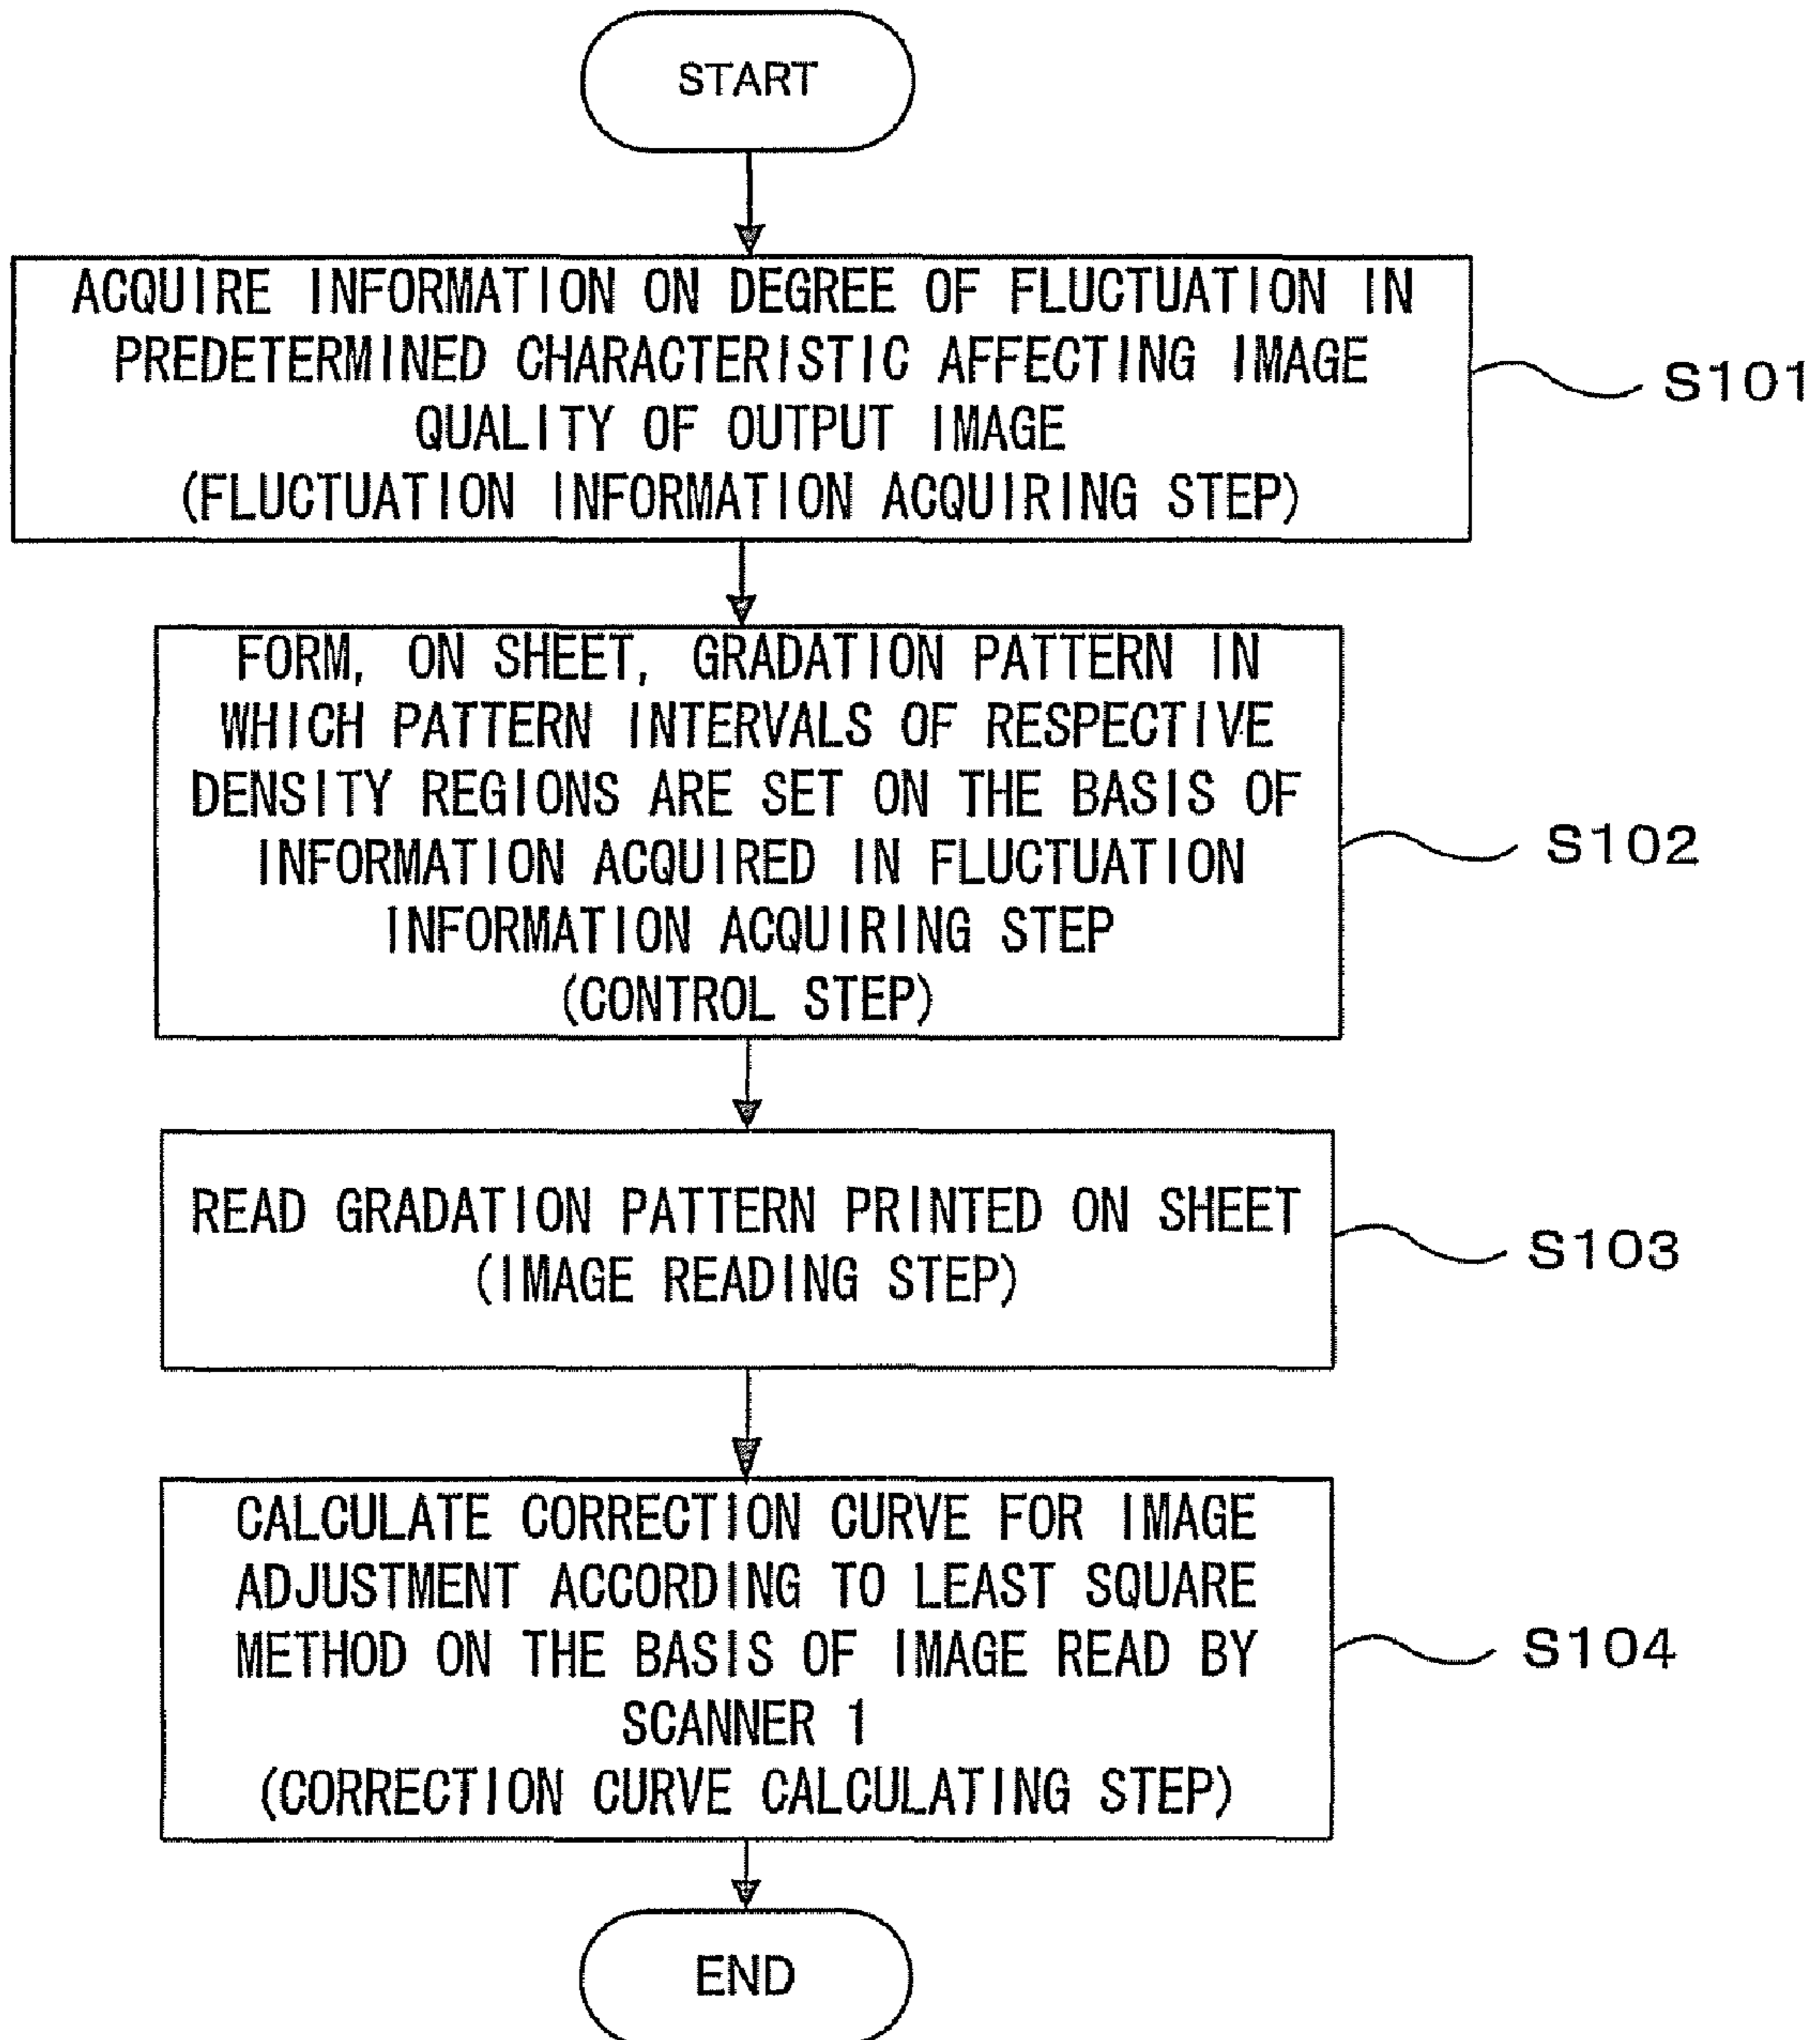 START
ACQUIRE INFORMATION ON DEGREE OF FLUCTUATION IN
PREDETERMINED CHARACTERISTIC AFFECTING IMAGE
QUALITY OF OUTPUT IMAGE
(FLUCTUATION INFORMATION ACQUIRING STEP)
S101
FORM, ON SHEET, GRADATION PATTERN IN
WHICH PATTERN INTERVALS OF RESPECTIVE
DENSITY REGIONS ARE SET ON THE BASIS OF
INFORMATION ACQUIRED IN FLUCTUATION
INFORMATION ACQUIRING STEP
(CONTROL STEP)
S102
READ GRADATION PATTERN PRINTED ON SHEET
(IMAGE READING STEP)
S103
CALCULATE CORRECTION CURVE FOR IMAGE
ADJUSTMENT ACCORDING TO LEAST SQUARE
METHOD ON THE BASIS OF IMAGE READ BY
SCANNER 1
(CORRECTION CURVE CALCULATING STEP)
S104
END